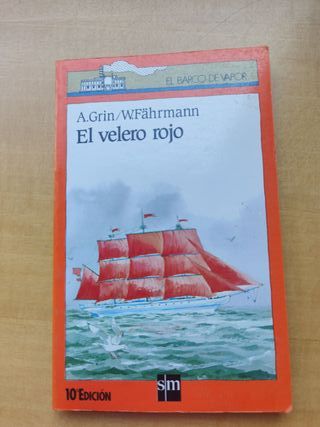 EL BARCO DE VAPOR
A.Grin/W.Fährmann
El velero rojo
10ª EDICIÓN
sm